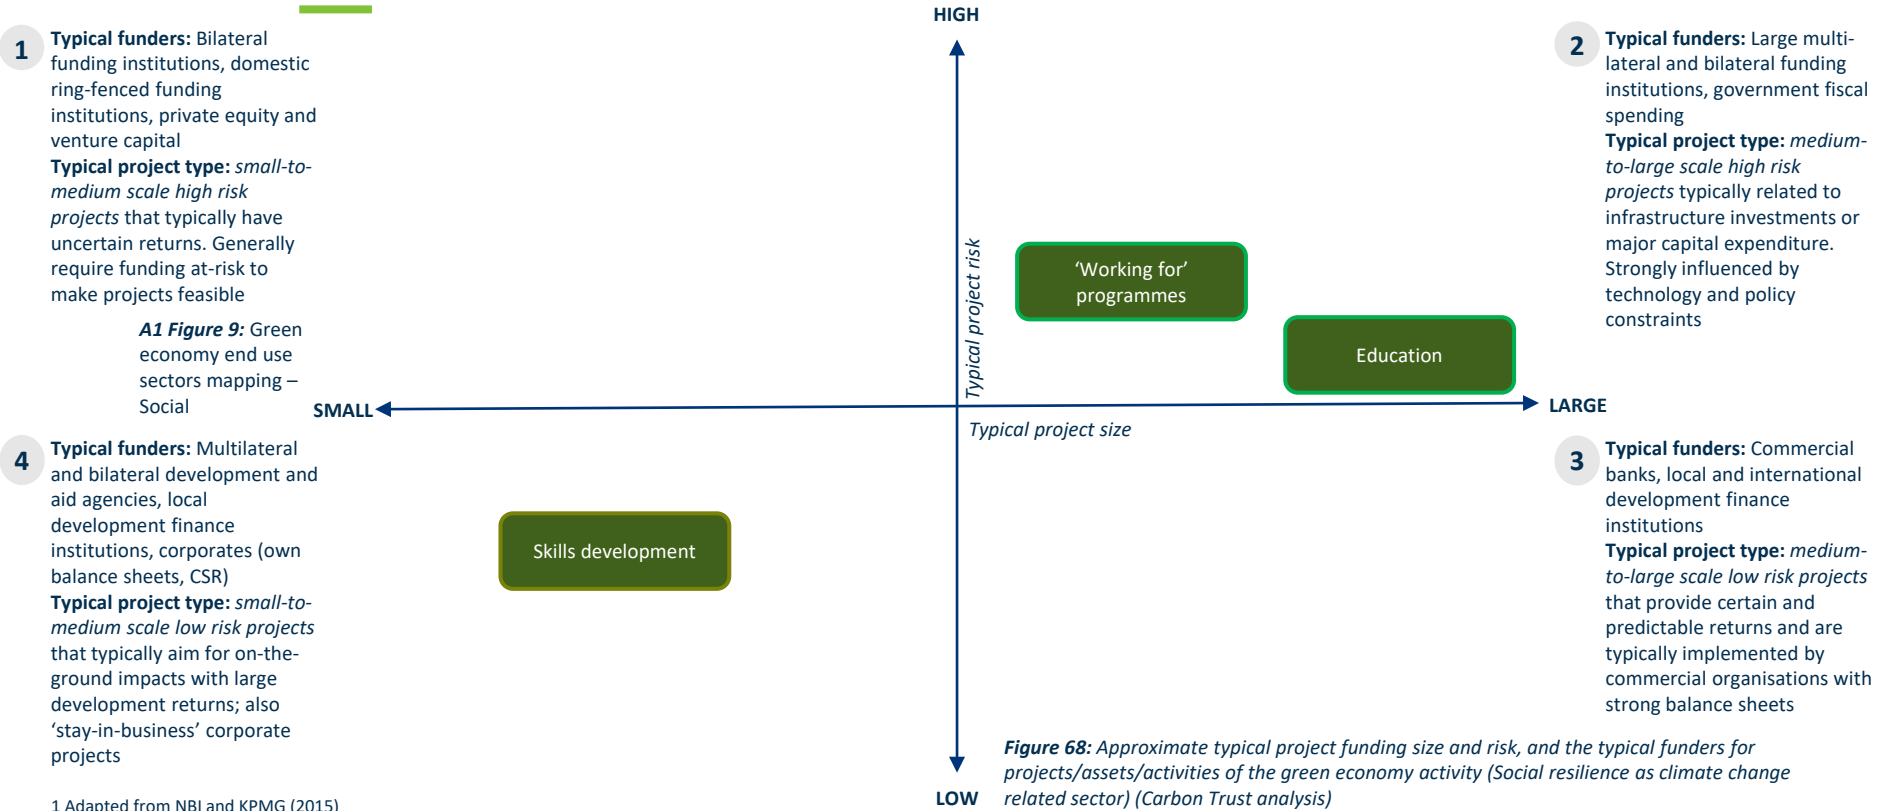 HIGH
1
Typical funders: Bilateral
funding institutions, domestic
ring-fenced funding
institutions, private equity and
venture capital
Typical project type: small-to-
medium scale high risk
projects that typically have
uncertain returns. Generally
require funding at-risk to
make projects feasible
2
Typical funders: Large multi-
lateral and bilateral funding
institutions, government fiscal
spending
Typical project type: medium-
to-large scale high risk
projects typically related to
infrastructure investments or
major capital expenditure.
Strongly influenced by
technology and policy
constraints
Typical project risk
‘Working for’
programmes
Education
A1 Figure 9: Green
economy end use
sectors mapping –
Social
SMALL
LARGE
Typical project size
4
Typical funders: Multilateral
and bilateral development and
aid agencies, local
development finance
institutions, corporates (own
balance sheets, CSR)
Typical project type: small-to-
medium scale low risk projects
that typically aim for on-the-
ground impacts with large
development returns; also
‘stay-in-business’ corporate
projects
Skills development
3
Typical funders: Commercial
banks, local and international
development finance
institutions
Typical project type: medium-
to-large scale low risk projects
that provide certain and
predictable returns and are
typically implemented by
commercial organisations with
strong balance sheets
LOW
Figure 68: Approximate typical project funding size and risk, and the typical funders for
projects/assets/activities of the green economy activity (Social resilience as climate change
related sector) (Carbon Trust analysis)
1 Adapted from NBI and KPMG (2015)